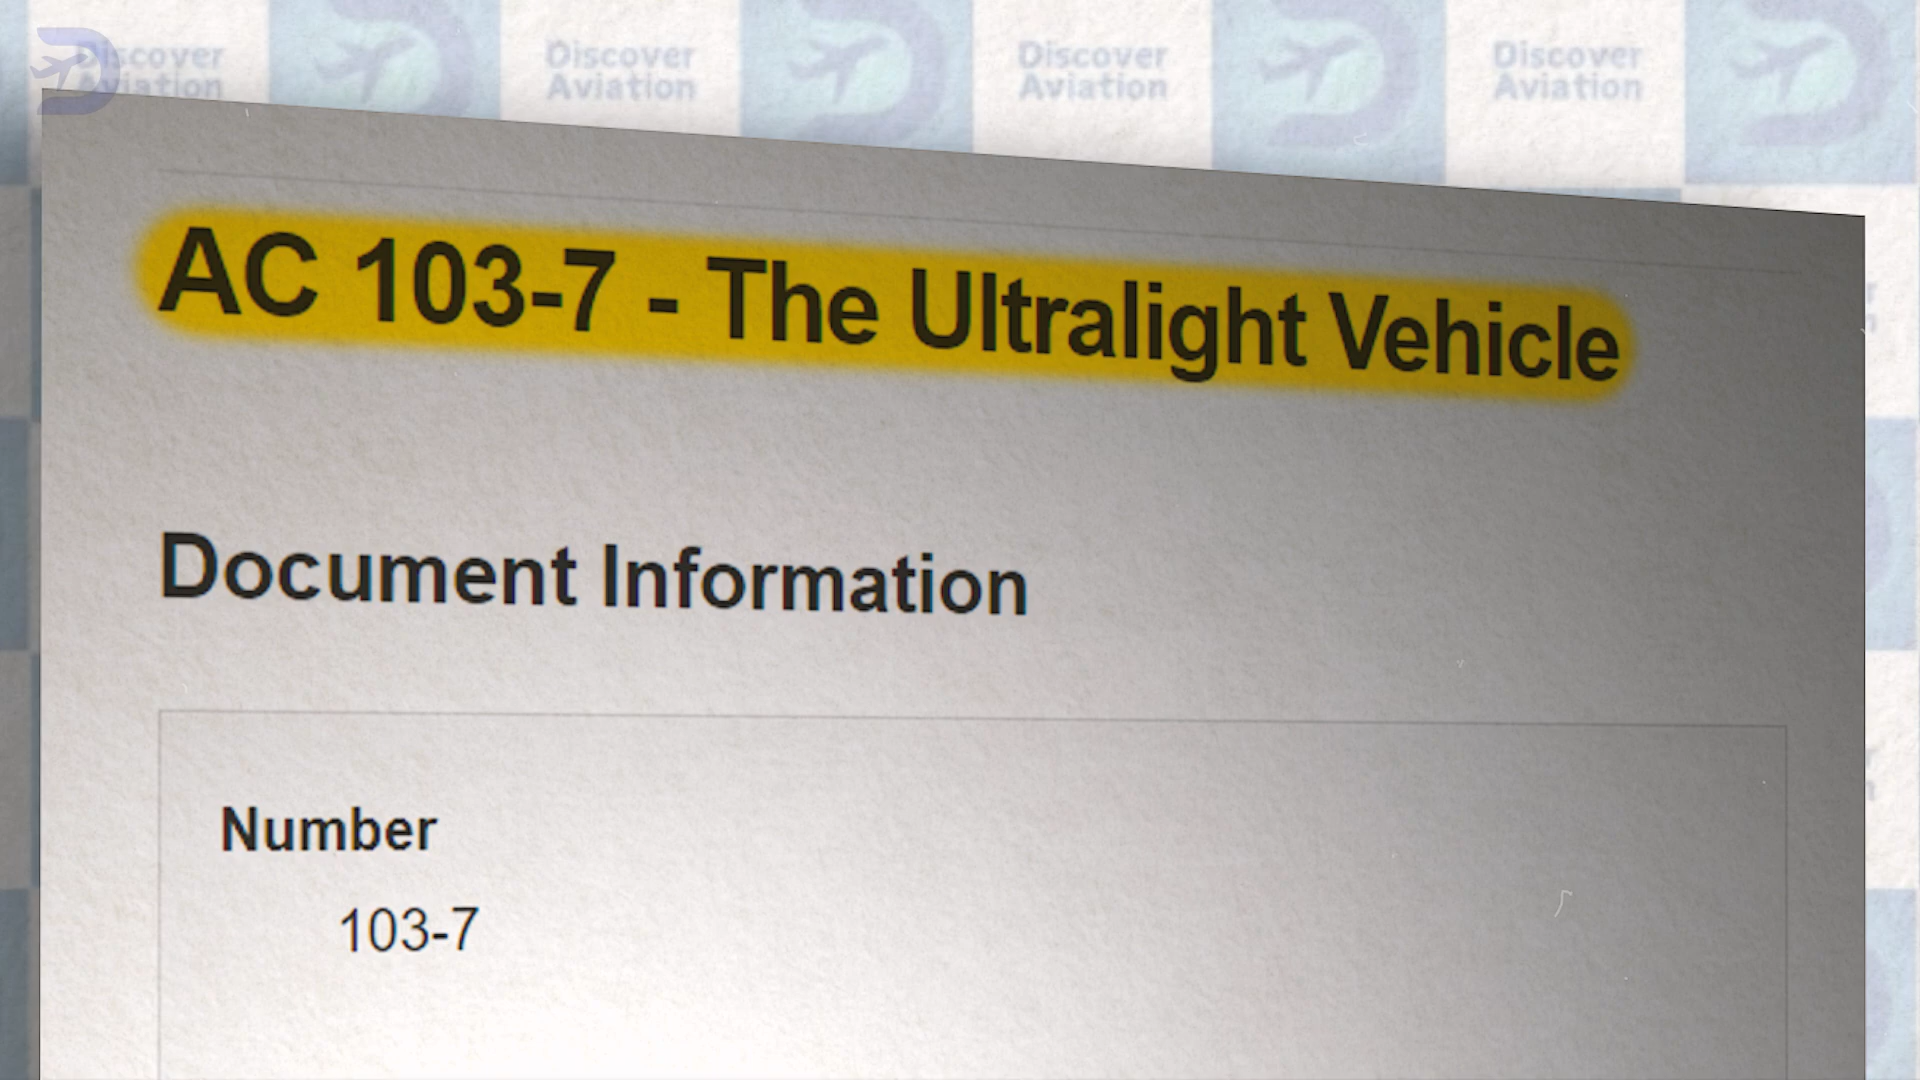 Discover
Aviation
Discover
Aviation
Discover
Aviation
Discover
Aviation
AC 103-7 - The Ultralight Vehicle
Document Information
Number
103-7